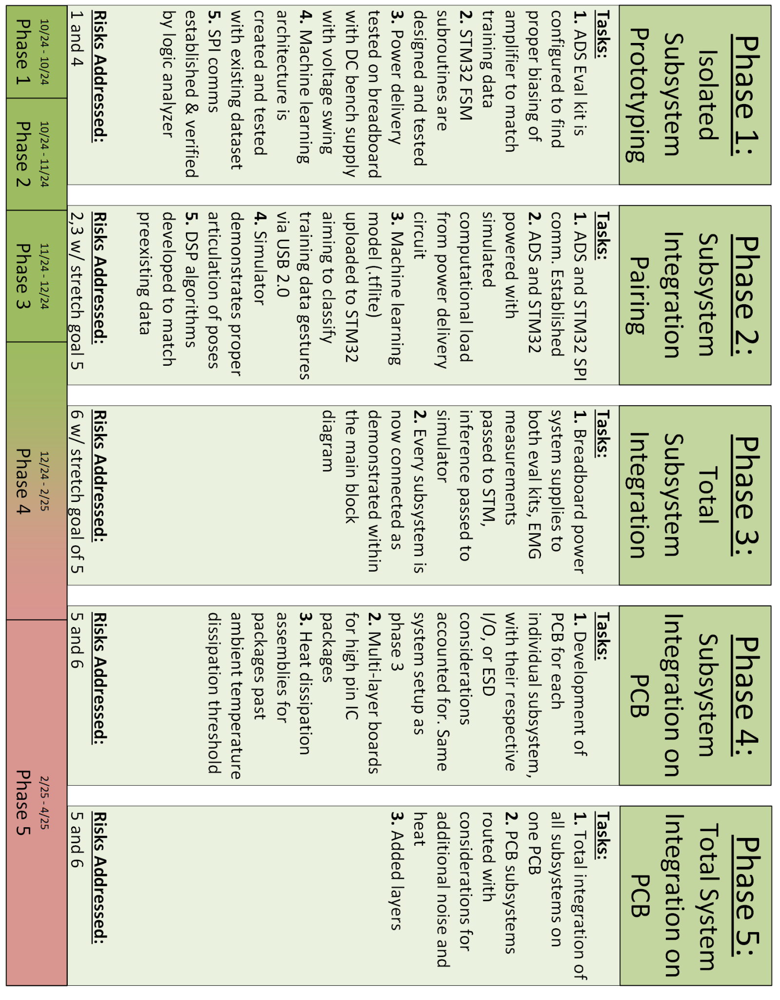 Phase 1:
Isolated
Subsystem
Prototyping
Tasks:
1. ADS Eval kit is
configured to find
proper biasing of
amplifier to match
training data
2. STM32 FSM
subroutines are
designed and tested
3. Power delivery
tested on breadboard
with DC bench supply
with voltage swing
4. Machine learning
architecture is
created and tested
with existing dataset
5. SPI comms
established & verified
by logic analyzer
Risks Addressed:
1 and 4
Phase 2:
Subsystem
Integration
Pairing
Tasks:
1. ADS and STM32 SPI
comm. Established
2. ADS and STM32
powered with
simulated
computational load
from power delivery
circuit
3. Machine learning
model (.tflite)
uploaded to STM32
aiming to classify
training data gestures
via USB 2.0
4. Simulator
demonstrates proper
articulation of poses
5. DSP algorithms
developed to match
preexisting data
Risks Addressed:
2,3 w/ stretch goal 5
Phase 3:
Total
Subsystem
Integration
Tasks:
1. Breadboard power
system supplies to
both eval kits, EMG
measurements
passed to STM,
inference passed to
simulator
2. Every subsystem is
now connected as
demonstrated within
the main block
diagram
Risks Addressed:
6 w/ stretch goal of 5
Phase 4:
Subsystem
Integration on
PCB
Tasks:
1. Development of
PCB for each
individual subsystem,
with their respective
I/O, or ESD
considerations
accounted for. Same
system setup as
phase 3
2. Multi-layer boards
for high pin IC
packages
3. Heat dissipation
assemblies for
packages past
ambient temperature
dissipation threshold
Risks Addressed:
5 and 6
Phase 5:
Total System
Integration on
PCB
Tasks:
1. Total integration of
all subsystems on
one PCB
2. PCB subsystems
routed with
considerations for
additional noise and
heat
3. Added layers
Risks Addressed:
5 and 6
10/24 - 10/24
Phase 1
10/24 - 11/24
Phase 2
11/24 - 12/24
Phase 3
12/24 - 2/25
Phase 4
2/25 - 4/25
Phase 5